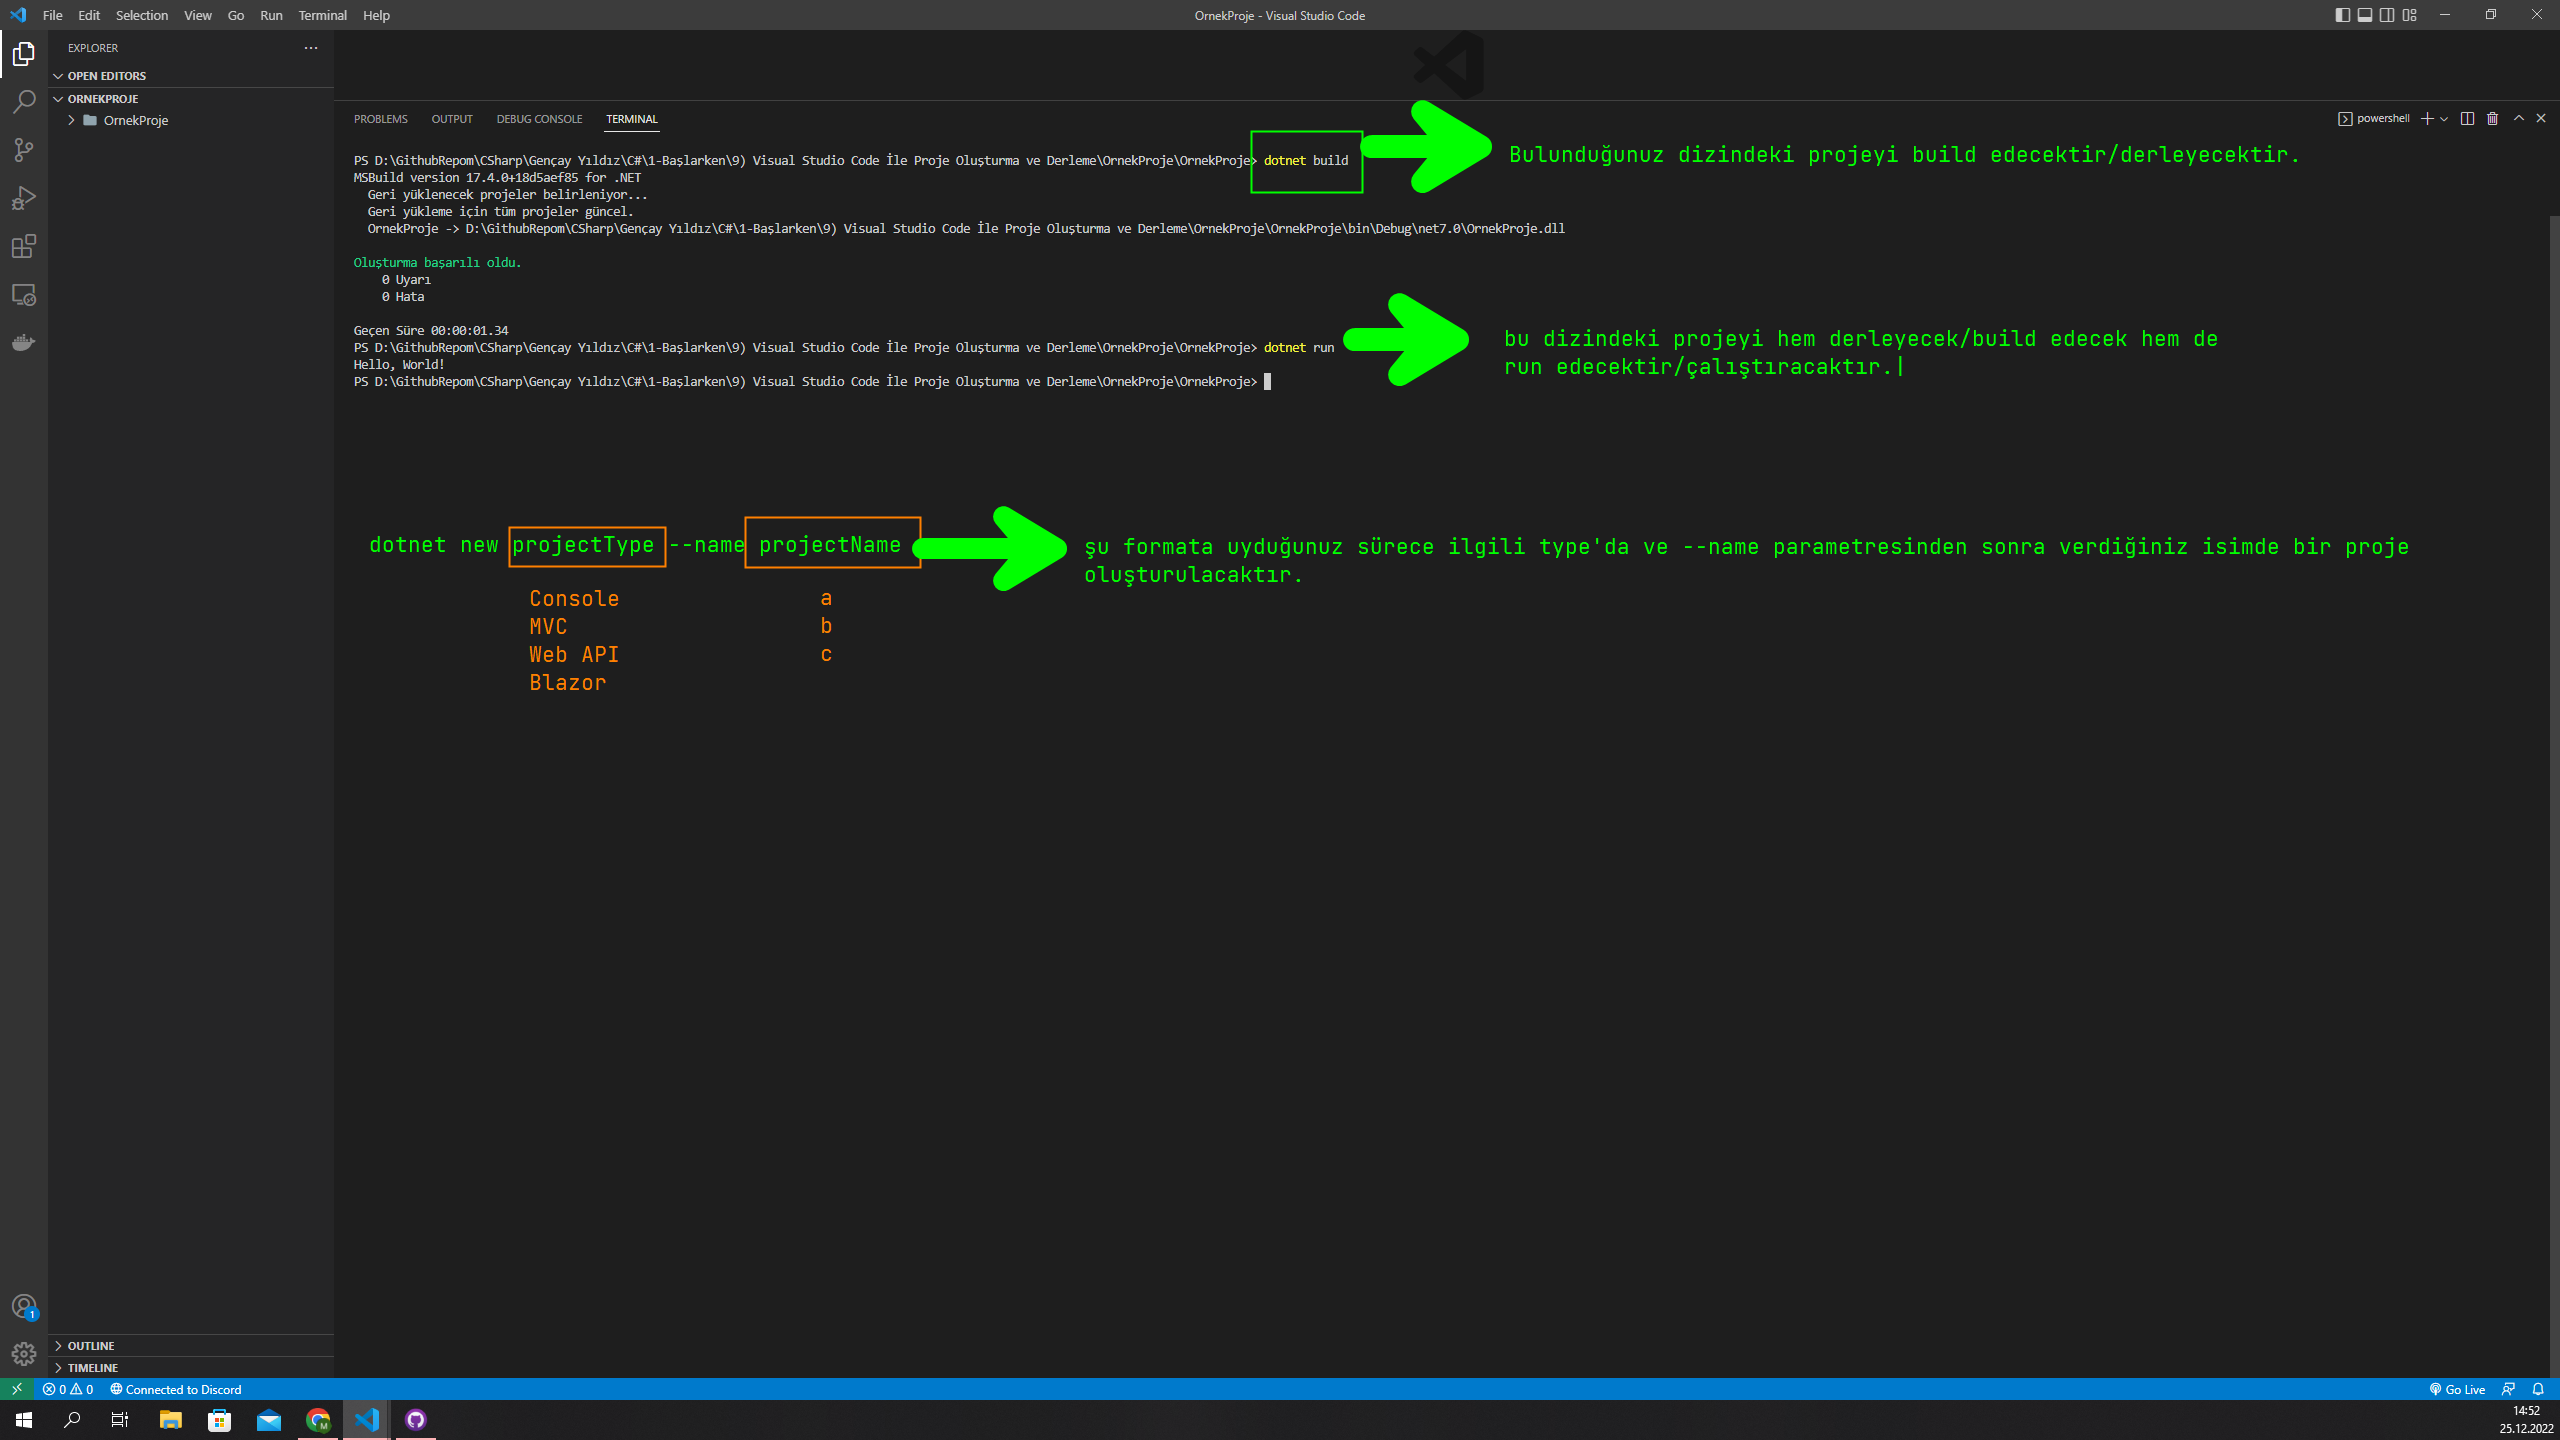 File Edit Selection View Go Run Terminal Help
OrnekProje - Visual Studio Code
EXPLORER
OPEN EDITORS
ORNEKPROJE
OrnekProje
PROBLEMS OUTPUT DEBUG CONSOLE TERMINAL
powershell
PS D:\GithubRepom\CSharp\Gençay Yıldız\C#\1-Başlarken\9) Visual Studio Code İle Proje Oluşturma ve Derleme\OrnekProje\OrnekProje> dotnet build
Bulunduğunuz dizindeki projeyi build edecektir/derleyecektir.
MSBuild version 17.4.0+18d5aef85 for .NET
Geri yüklenecek projeler belirleniyor...
Geri yükleme için tüm projeler güncel.
OrnekProje -> D:\GithubRepom\CSharp\Gençay Yıldız\C#\1-Başlarken\9) Visual Studio Code İle Proje Oluşturma ve Derleme\OrnekProje\OrnekProje\bin\Debug\net7.0\OrnekProje.dll
Oluşturma başarılı oldu.
0 Uyarı
0 Hata
Geçen Süre 00:00:01.34
PS D:\GithubRepom\CSharp\Gençay Yıldız\C#\1-Başlarken\9) Visual Studio Code İle Proje Oluşturma ve Derleme\OrnekProje\OrnekProje> dotnet run
bu dizindeki projeyi hem derleyecek/build edecek hem de
run edecektir/çalıştıracaktır.
Hello, World!
PS D:\GithubRepom\CSharp\Gençay Yıldız\C#\1-Başlarken\9) Visual Studio Code İle Proje Oluşturma ve Derleme\OrnekProje\OrnekProje>
dotnet new projectType --name projectName
şu formata uyduğunuz sürece ilgili type'da ve --name parametresinden sonra verdiğiniz isimde bir proje
oluşturulacaktır.
Console a
MVC b
Web API c
Blazor
1
OUTLINE
TIMELINE
0 0 Connected to Discord
Go Live
M
14:52
25.12.2022